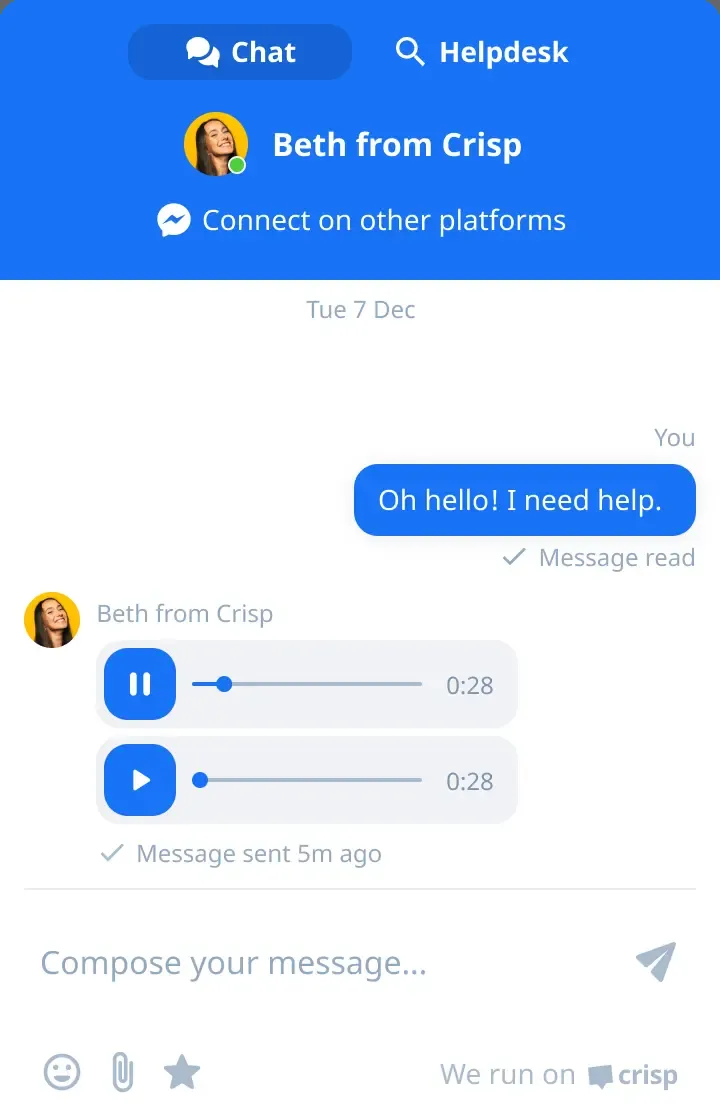 Chat
Helpdesk
Beth from Crisp
Connect on other platforms
Tue 7 Dec
You
Oh hello! I need help.
Message read
Beth from Crisp
0:28
0:28
Message sent 5m ago
Compose your message...
We run on crisp